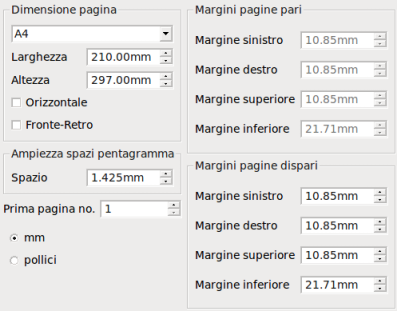 Dimensione pagina
A4
Larghezza 210.00mm
Altezza 297.00mm
Orizzontale
Fronte-Retro
Ampiezza spazi pentagramma
Spazio 1.425mm
Prima pagina no. 1
mm
pollici
Margini pagine pari
Margine sinistro 10.85mm
Margine destro 10.85mm
Margine superiore 10.85mm
Margine inferiore 21.71mm
Margini pagine dispari
Margine sinistro 10.85mm
Margine destro 10.85mm
Margine superiore 10.85mm
Margine inferiore 21.71mm